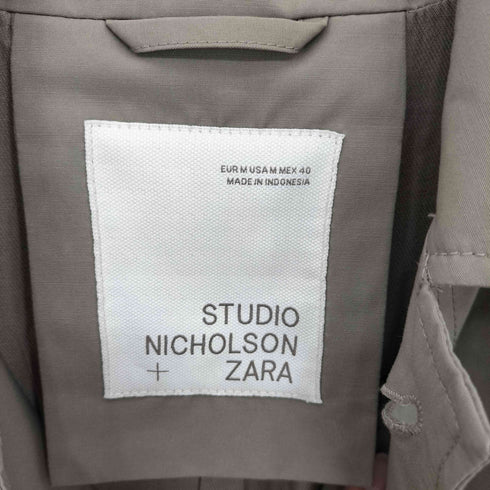 EUR M USA M MEX 40
MADE IN INDONESIA
STUDIO
NICHOLSON
+ ZARA